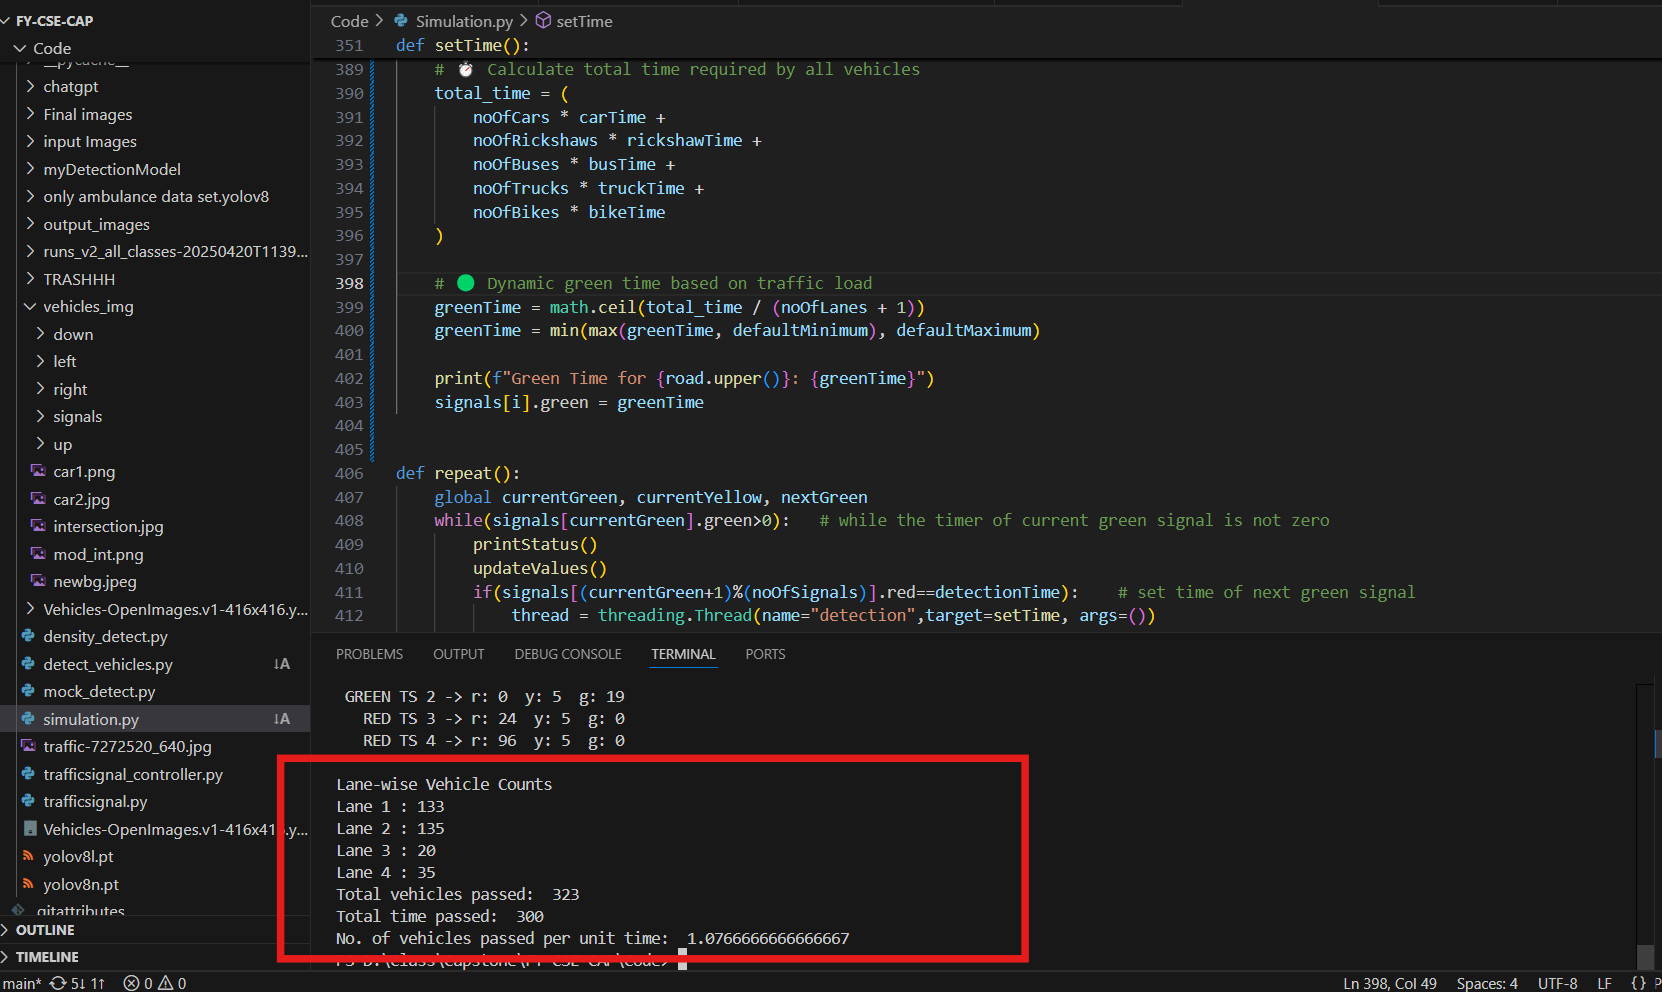 FY-CSE-CAP
Code
__pycache__
chatgpt
Final images
input Images
myDetectionModel
only ambulance data set.yolov8
output_images
runs_v2_all_classes-20250420T1139...
TRASHHH
vehicles_img
down
left
right
signals
up
car1.png
car2.jpg
intersection.jpg
mod_int.png
newbg.jpeg
Vehicles-OpenImages.v1-416x416.y...
density_detect.py
detect_vehicles.py ↓A
mock_detect.py
simulation.py ↓A
traffic-7272520_640.jpg
trafficsignal_controller.py
trafficsignal.py
Vehicles-OpenImages.v1-416x416.y...
yolov8l.pt
yolov8n.pt
.gitattributes
OUTLINE
TIMELINE
Code > Simulation.py > setTime
351 def setTime():
389 # ⏱ Calculate total time required by all vehicles
390 total_time = (
391 noOfCars * carTime +
392 noOfRickshaws * rickshawTime +
393 noOfBuses * busTime +
394 noOfTrucks * truckTime +
395 noOfBikes * bikeTime
396 )
397
398 # 🟢 Dynamic green time based on traffic load
399 greenTime = math.ceil(total_time / (noOfLanes + 1))
400 greenTime = min(max(greenTime, defaultMinimum), defaultMaximum)
401
402 print(f"Green Time for {road.upper()}: {greenTime}")
403 signals[i].green = greenTime
404
405
406 def repeat():
407 global currentGreen, currentYellow, nextGreen
408 while(signals[currentGreen].green>0): # while the timer of current green signal is not zero
409 printStatus()
410 updateValues()
411 if(signals[(currentGreen+1)%(noOfSignals)].red==detectionTime): # set time of next green signal
412 thread = threading.Thread(name="detection",target=setTime, args=())
PROBLEMS OUTPUT DEBUG CONSOLE TERMINAL PORTS
GREEN TS 2 -> r: 0 y: 5 g: 19
RED TS 3 -> r: 24 y: 5 g: 0
RED TS 4 -> r: 96 y: 5 g: 0
Lane-wise Vehicle Counts
Lane 1 : 133
Lane 2 : 135
Lane 3 : 20
Lane 4 : 35
Total vehicles passed: 323
Total time passed: 300
No. of vehicles passed per unit time: 1.0766666666666667
PS D:\class\capstone\FY-CSE-CAP\Code>
main* 5↓ 1↑ 0 0 Ln 398, Col 49 Spaces: 4 UTF-8 LF {} P